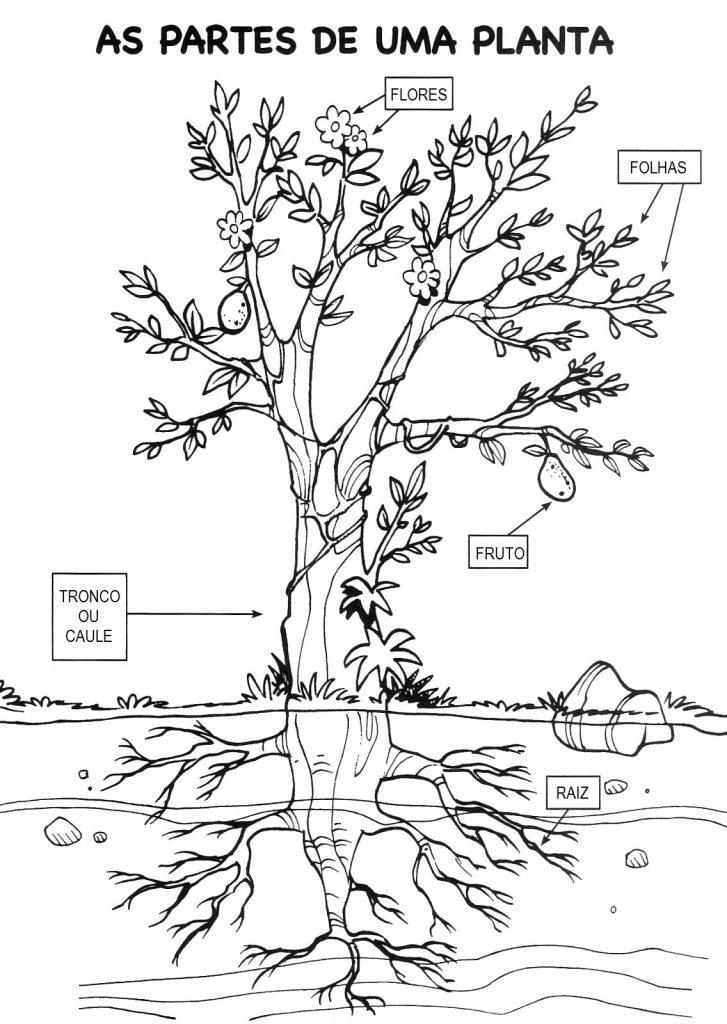 AS PARTES DE UMA PLANTA
FLORES
FOLHAS
FRUTO
TRONCO
OU
CAULE
RAIZ